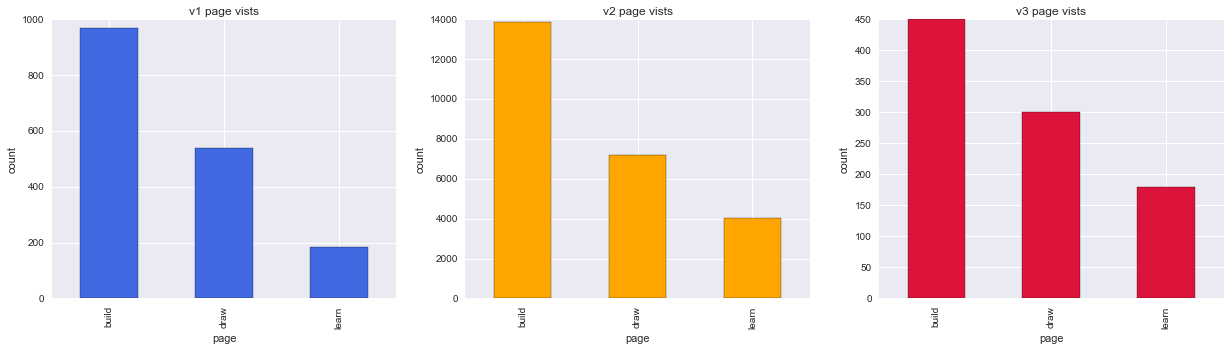 v1 page vists
1000
800
600
400
200
0
count
build
draw
learn
page
v2 page vists
14000
12000
10000
8000
6000
4000
2000
0
count
build
draw
learn
page
v3 page vists
450
400
350
300
250
200
150
100
50
0
count
build
draw
learn
page